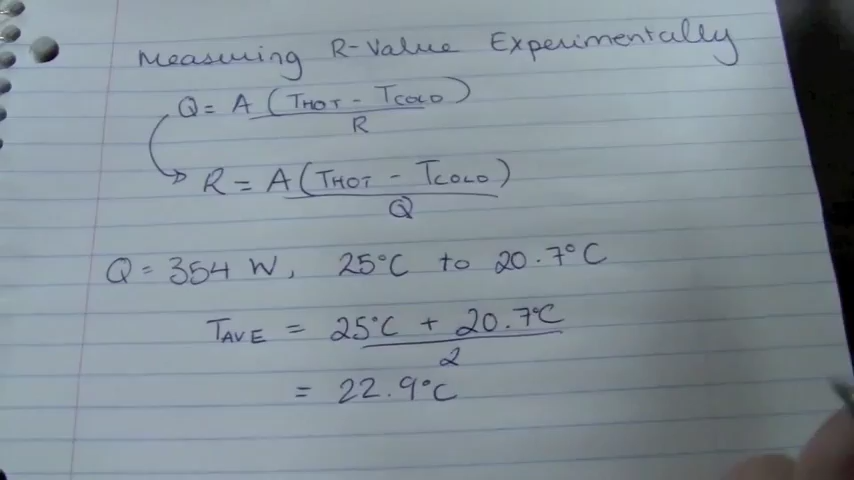 Measuring R-Value Experimentally
Q = A (THOT - TCOLD)
R
R = A (THOT - TCOLD)
Q
Q = 354 W, 25°C to 20.7°C
TAVE = 25°C + 20.7°C
2
= 22.9°C